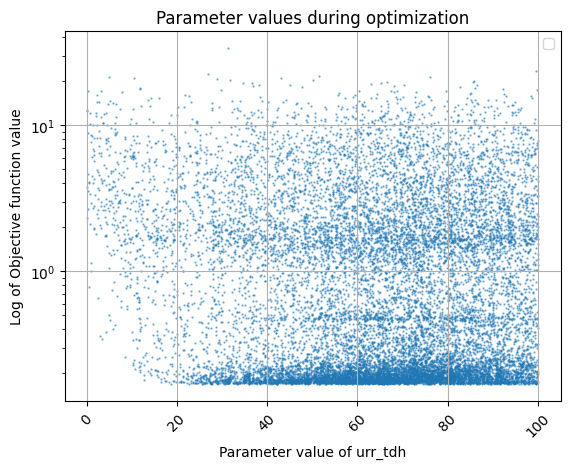 Parameter values during optimization
Log of Objective function value
10¹
10⁰
0
20
40
60
80
100
Parameter value of urr_tdh